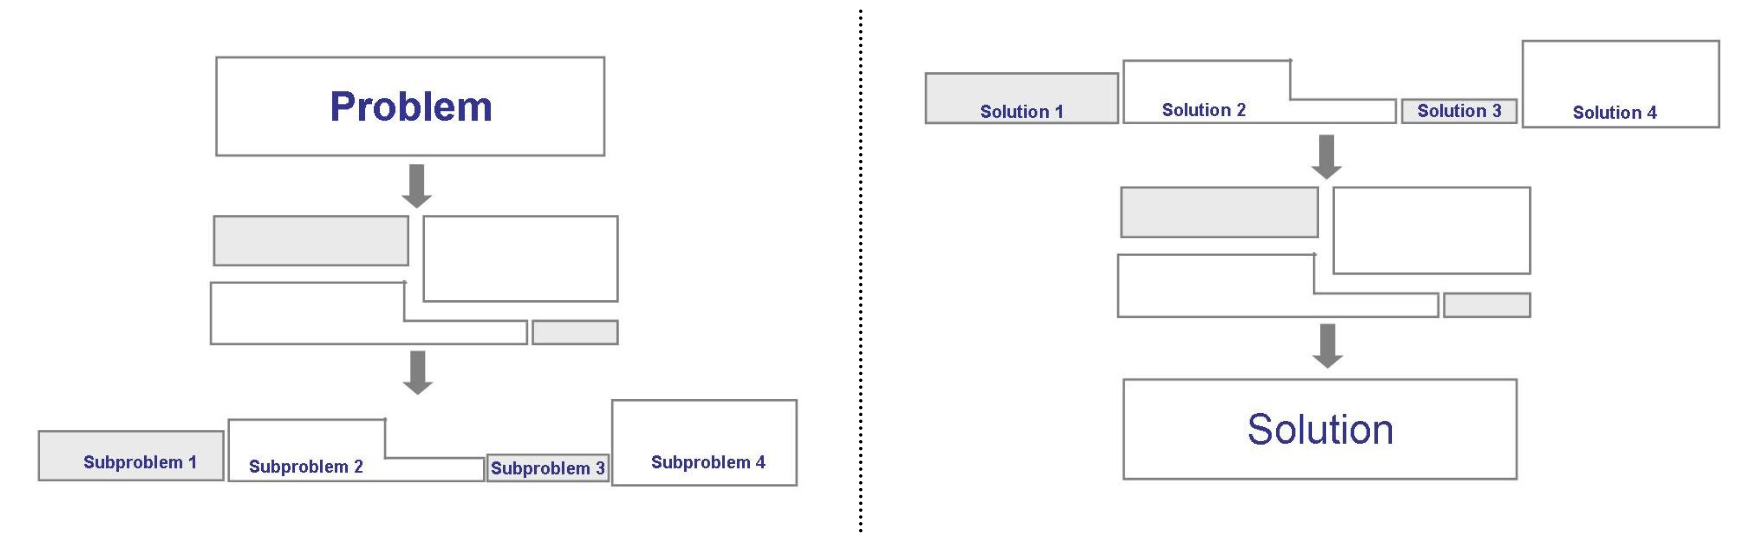 Problem
Subproblem 1
Subproblem 2
Subproblem 3
Subproblem 4
Solution 1
Solution 2
Solution 3
Solution 4
Solution